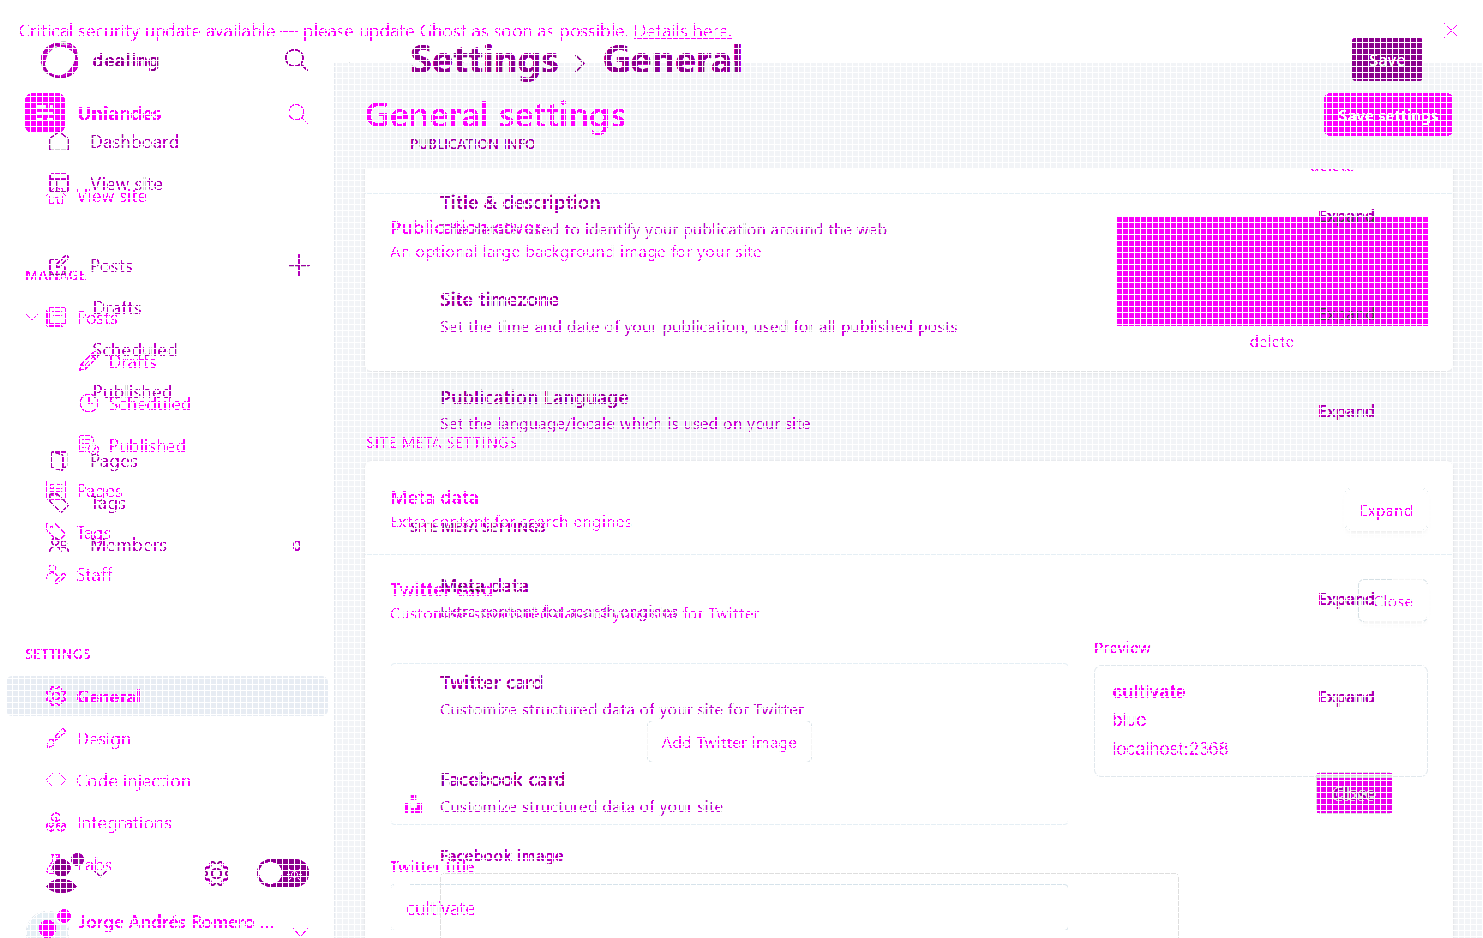 Critical security update available — please update Ghost as soon as possible. Details here.
dealing
Settings › General
Save
Uniandes
General settings
Save settings
Dashboard
PUBLICATION INFO
View site
View site
delete
Title & description
Expand
Publication cover
used to identify your publication around the web
An optional large background image for your site
Posts
MANAGE
Site timezone
Drafts
Posts
Set the time and date of your publication, used for all published posts
delete
Scheduled
Drafts
Published
Scheduled
Publication Language
Expand
Set the language/locale which is used on your site
SITE META SETTINGS
Published
Pages
Pages
Tags
Meta data
Expand
Extra content for search engines
SITE META SETTINGS
Tags
Members
Staff
Meta data
Twitter card
Expand
Close
Extra content for search engines
Customize structured data of your site for Twitter
SETTINGS
Preview
General
Twitter card
cultivate
Expand
Customize structured data of your site for Twitter
blue
Design
Add Twitter image
localhost:2368
Code injection
Facebook card
Close
Customize structured data of your site
Integrations
Labs
Facebook image
Twitter title
cultivate
Jorge Andrés Romero ...